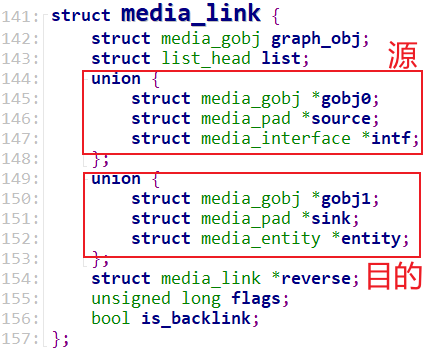 141: struct media_link {
142: struct media_gobj graph_obj;
143: struct list_head list;
源
144: union {
145: struct media_gobj *gobj0;
146: struct media_pad *source;
147: struct media_interface *intf;
148: };
149: union {
150: struct media_gobj *gobj1;
151: struct media_pad *sink;
152: struct media_entity *entity;
153: };
154: struct media_link *reverse;
目的
155: unsigned long flags;
156: bool is_backlink;
157: };